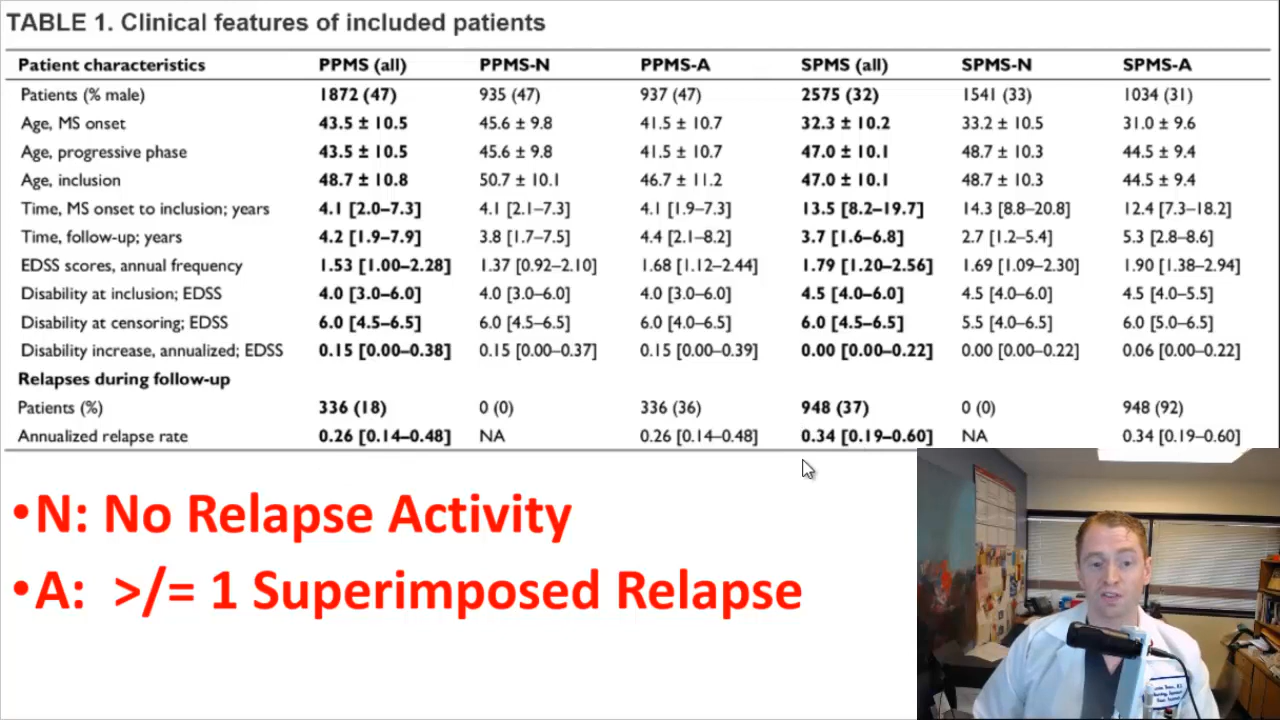 TABLE 1. Clinical features of included patients
Patient characteristics PPMS (all) PPMS-N PPMS-A SPMS (all) SPMS-N SPMS-A
Patients (% male) 1872 (47) 935 (47) 937 (47) 2575 (32) 1541 (33) 1034 (31)
Age, MS onset 43.5 ± 10.5 45.6 ± 9.8 41.5 ± 10.7 32.3 ± 10.2 33.2 ± 10.5 31.0 ± 9.6
Age, progressive phase 43.5 ± 10.5 45.6 ± 9.8 41.5 ± 10.7 47.0 ± 10.1 48.7 ± 10.3 44.5 ± 9.4
Age, inclusion 48.7 ± 10.8 50.7 ± 10.1 46.7 ± 11.2 47.0 ± 10.1 48.7 ± 10.3 44.5 ± 9.4
Time, MS onset to inclusion; years 4.1 [2.0–7.3] 4.1 [2.1–7.3] 4.1 [1.9–7.3] 13.5 [8.2–19.7] 14.3 [8.8–20.8] 12.4 [7.3–18.2]
Time, follow-up; years 4.2 [1.9–7.9] 3.8 [1.7–7.5] 4.4 [2.1–8.2] 3.7 [1.6–6.8] 2.7 [1.2–5.4] 5.3 [2.8–8.6]
EDSS scores, annual frequency 1.53 [1.00–2.28] 1.37 [0.92–2.10] 1.68 [1.12–2.44] 1.79 [1.20–2.56] 1.69 [1.09–2.30] 1.90 [1.38–2.94]
Disability at inclusion; EDSS 4.0 [3.0–6.0] 4.0 [3.0–6.0] 4.0 [3.0–6.0] 4.5 [4.0–6.0] 4.5 [4.0–6.0] 4.5 [4.0–5.5]
Disability at censoring; EDSS 6.0 [4.5–6.5] 6.0 [4.5–6.5] 6.0 [4.0–6.5] 6.0 [4.5–6.5] 5.5 [4.0–6.5] 6.0 [5.0–6.5]
Disability increase, annualized; EDSS 0.15 [0.00–0.38] 0.15 [0.00–0.37] 0.15 [0.00–0.39] 0.00 [0.00–0.22] 0.00 [0.00–0.22] 0.06 [0.00–0.22]
Relapses during follow-up
Patients (%) 336 (18) 0 (0) 336 (36) 948 (37) 0 (0) 948 (92)
Annualized relapse rate 0.26 [0.14–0.48] NA 0.26 [0.14–0.48] 0.34 [0.19–0.60] NA 0.34 [0.19–0.60]
•N: No Relapse Activity
•A: >/= 1 Superimposed Relapse